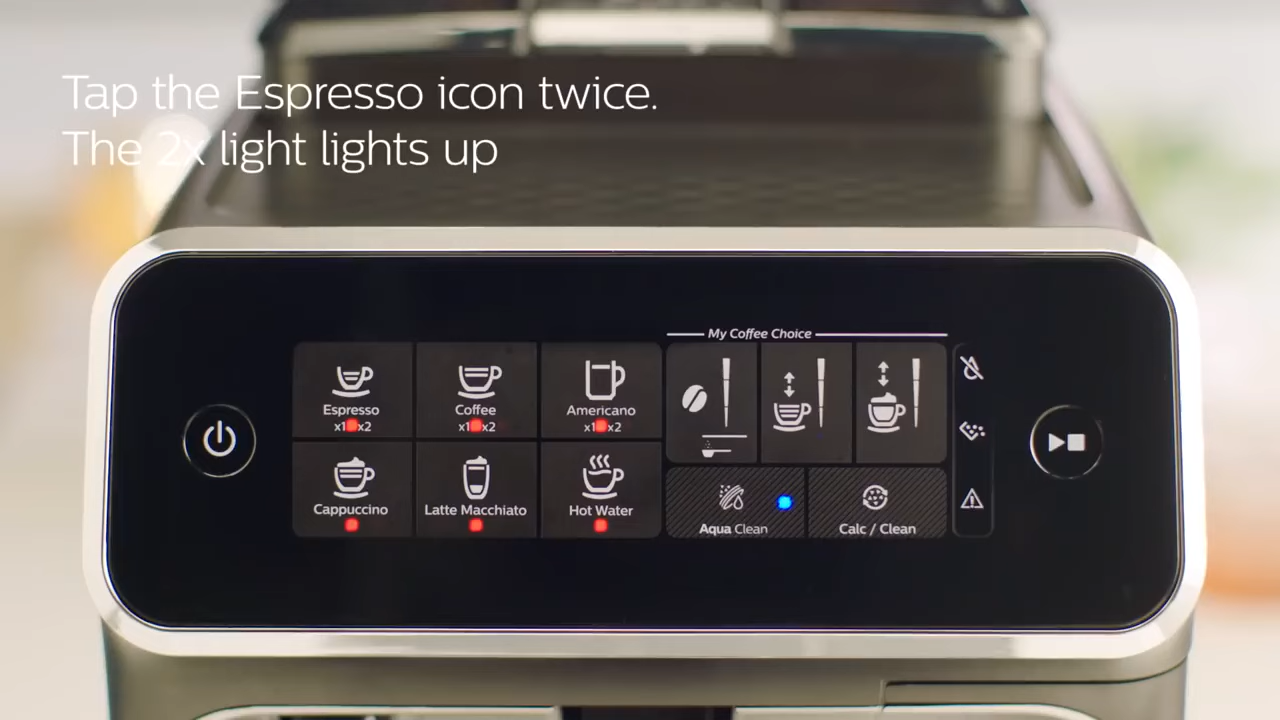 Tap the Espresso icon twice.
The 2x light lights up
My Coffee Choice
Espresso
x1 x2
Coffee
x1 x2
Americano
x1 x2
Cappuccino
Latte Macchiato
Hot Water
Aqua Clean
Calc / Clean